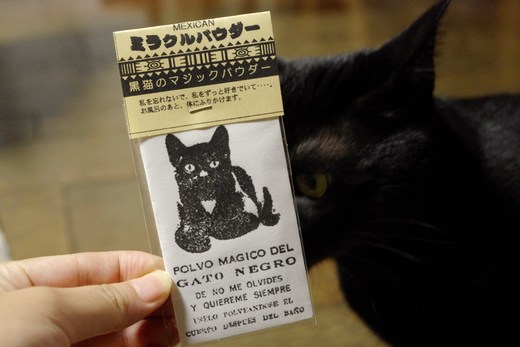 MEXICAN
ミラクルパウダー
黒猫のマジックパウダー
私を忘れないで、私をずっと好きでいて・・・・。
お風呂のあと、体にふりかけます。
POLVO MAGICO DEL
GATO NEGRO
DE NO ME OLVIDES
Y QUIEREME SIEMPRE
USELO POLVEANDOSE EL
CUERPO DESPUES DEL BAÑO